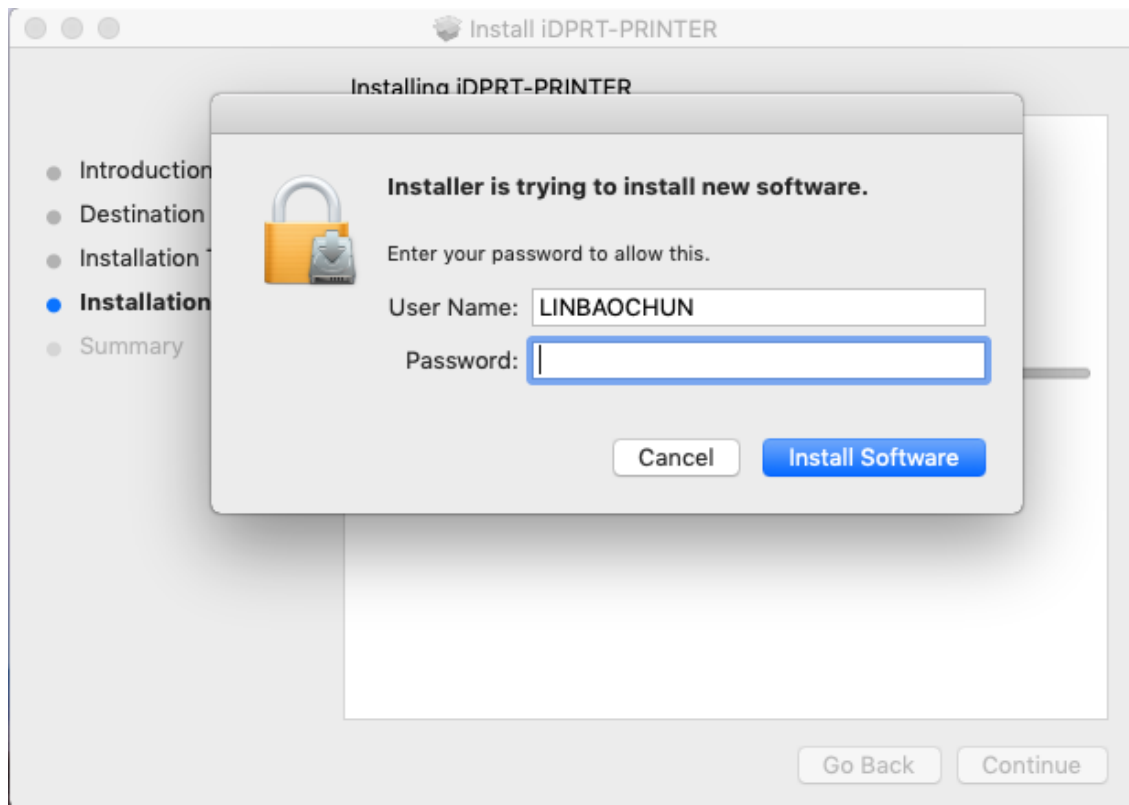 Install iDPRT-PRINTER
Installing iDPRT-PRINTER
Introduction
Destination
Installation
Installation
Summary
Installer is trying to install new software.
Enter your password to allow this.
User Name: LINBAOCHUN
Password:
Cancel
Install Software
Go Back
Continue